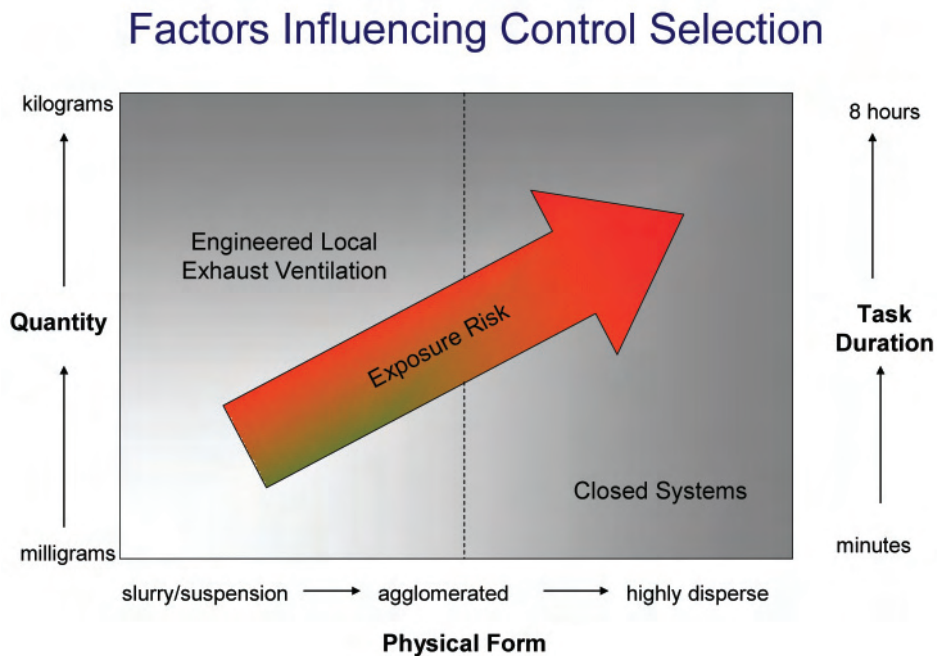 Factors Influencing Control Selection
kilograms
8 hours
Engineered Local
Exhaust Ventilation
Exposure Risk
Quantity
Task
Duration
Closed Systems
milligrams
minutes
slurry/suspension
agglomerated
highly disperse
Physical Form